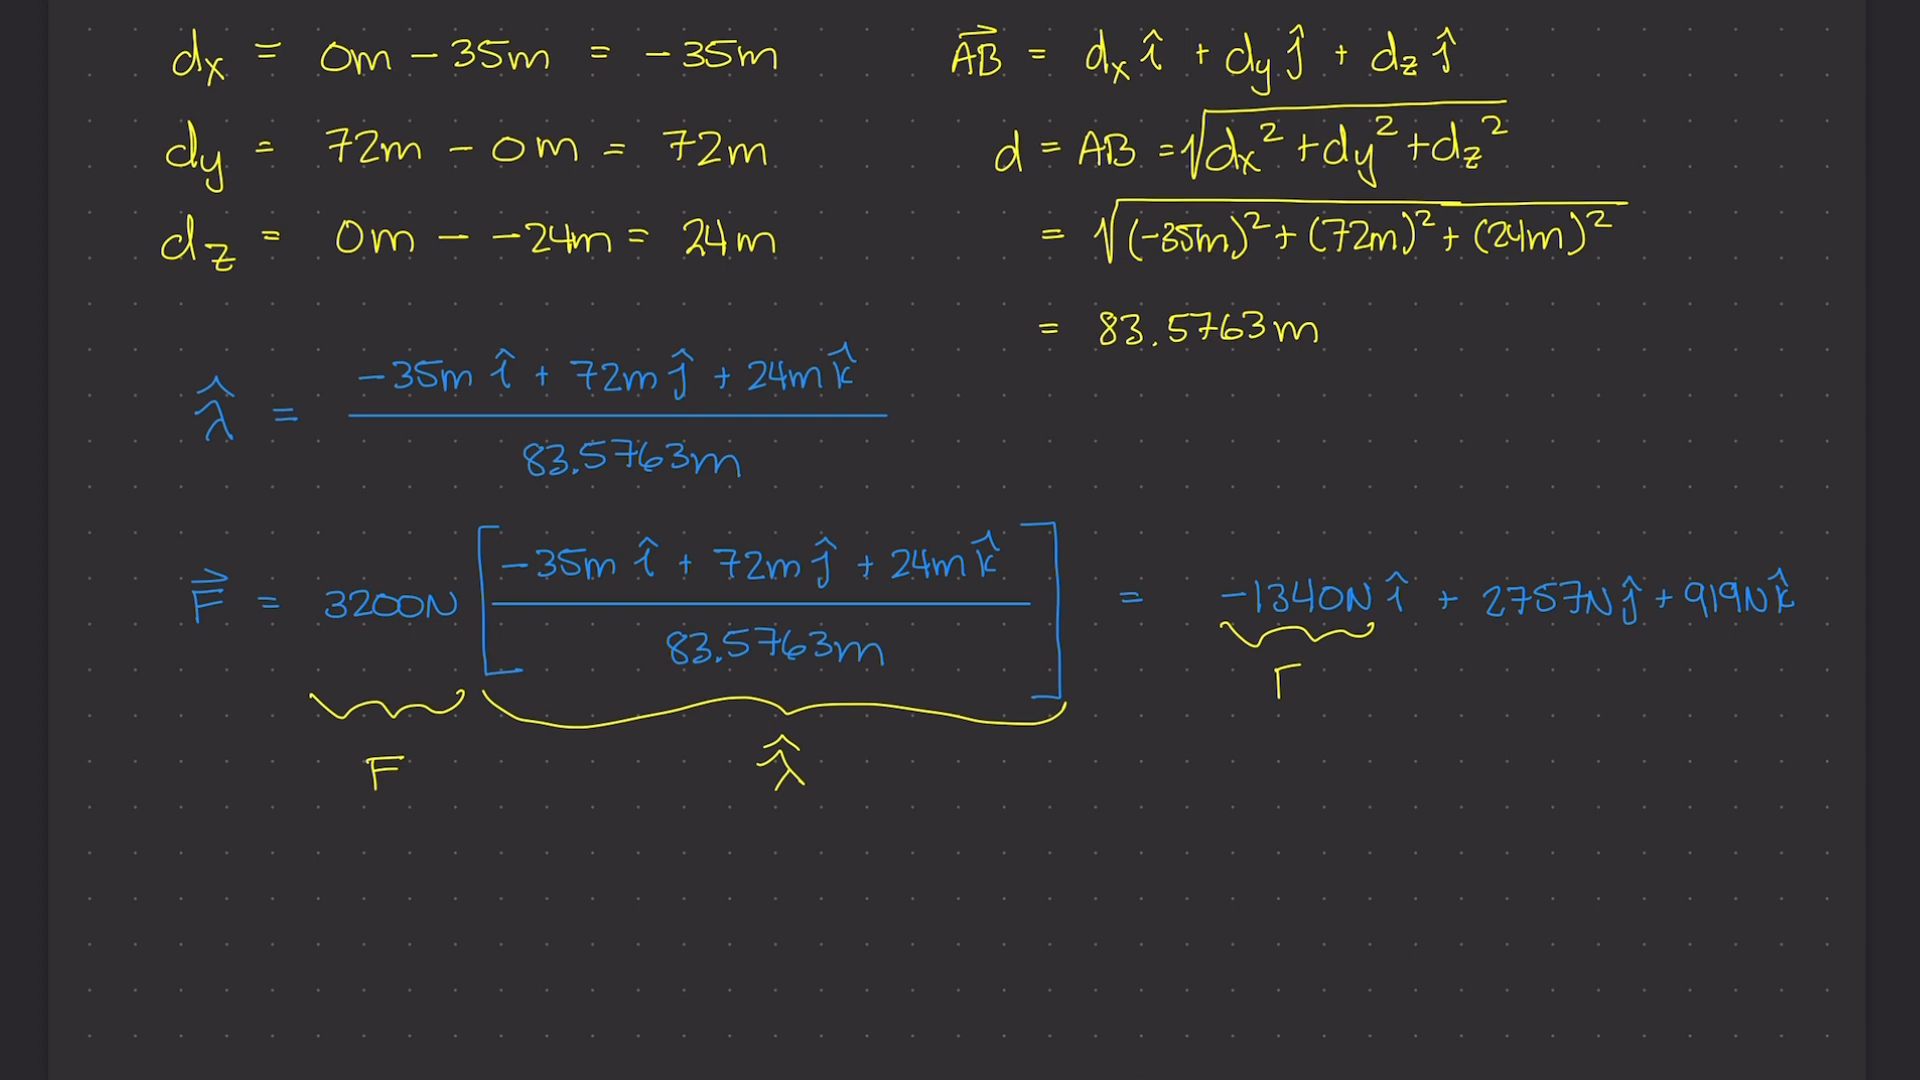 dx = 0m - 35m = -35m
dy = 72m - 0m = 72m
dz = 0m - -24m = 24m
AB⃗ = dx î + dy ĵ + dz ĵ
d = AB = √(dx² + dy² + dz²)
= √((-35m)² + (72m)² + (24m)²)
= 83.5763m
λ̂ = (-35m î + 72m ĵ + 24m k̂) / 83.5763m
F⃗ = 3200N [(-35m î + 72m ĵ + 24m k̂) / 83.5763m] = -1340N î + 2757N ĵ + 919N k̂
F λ̂ Γ